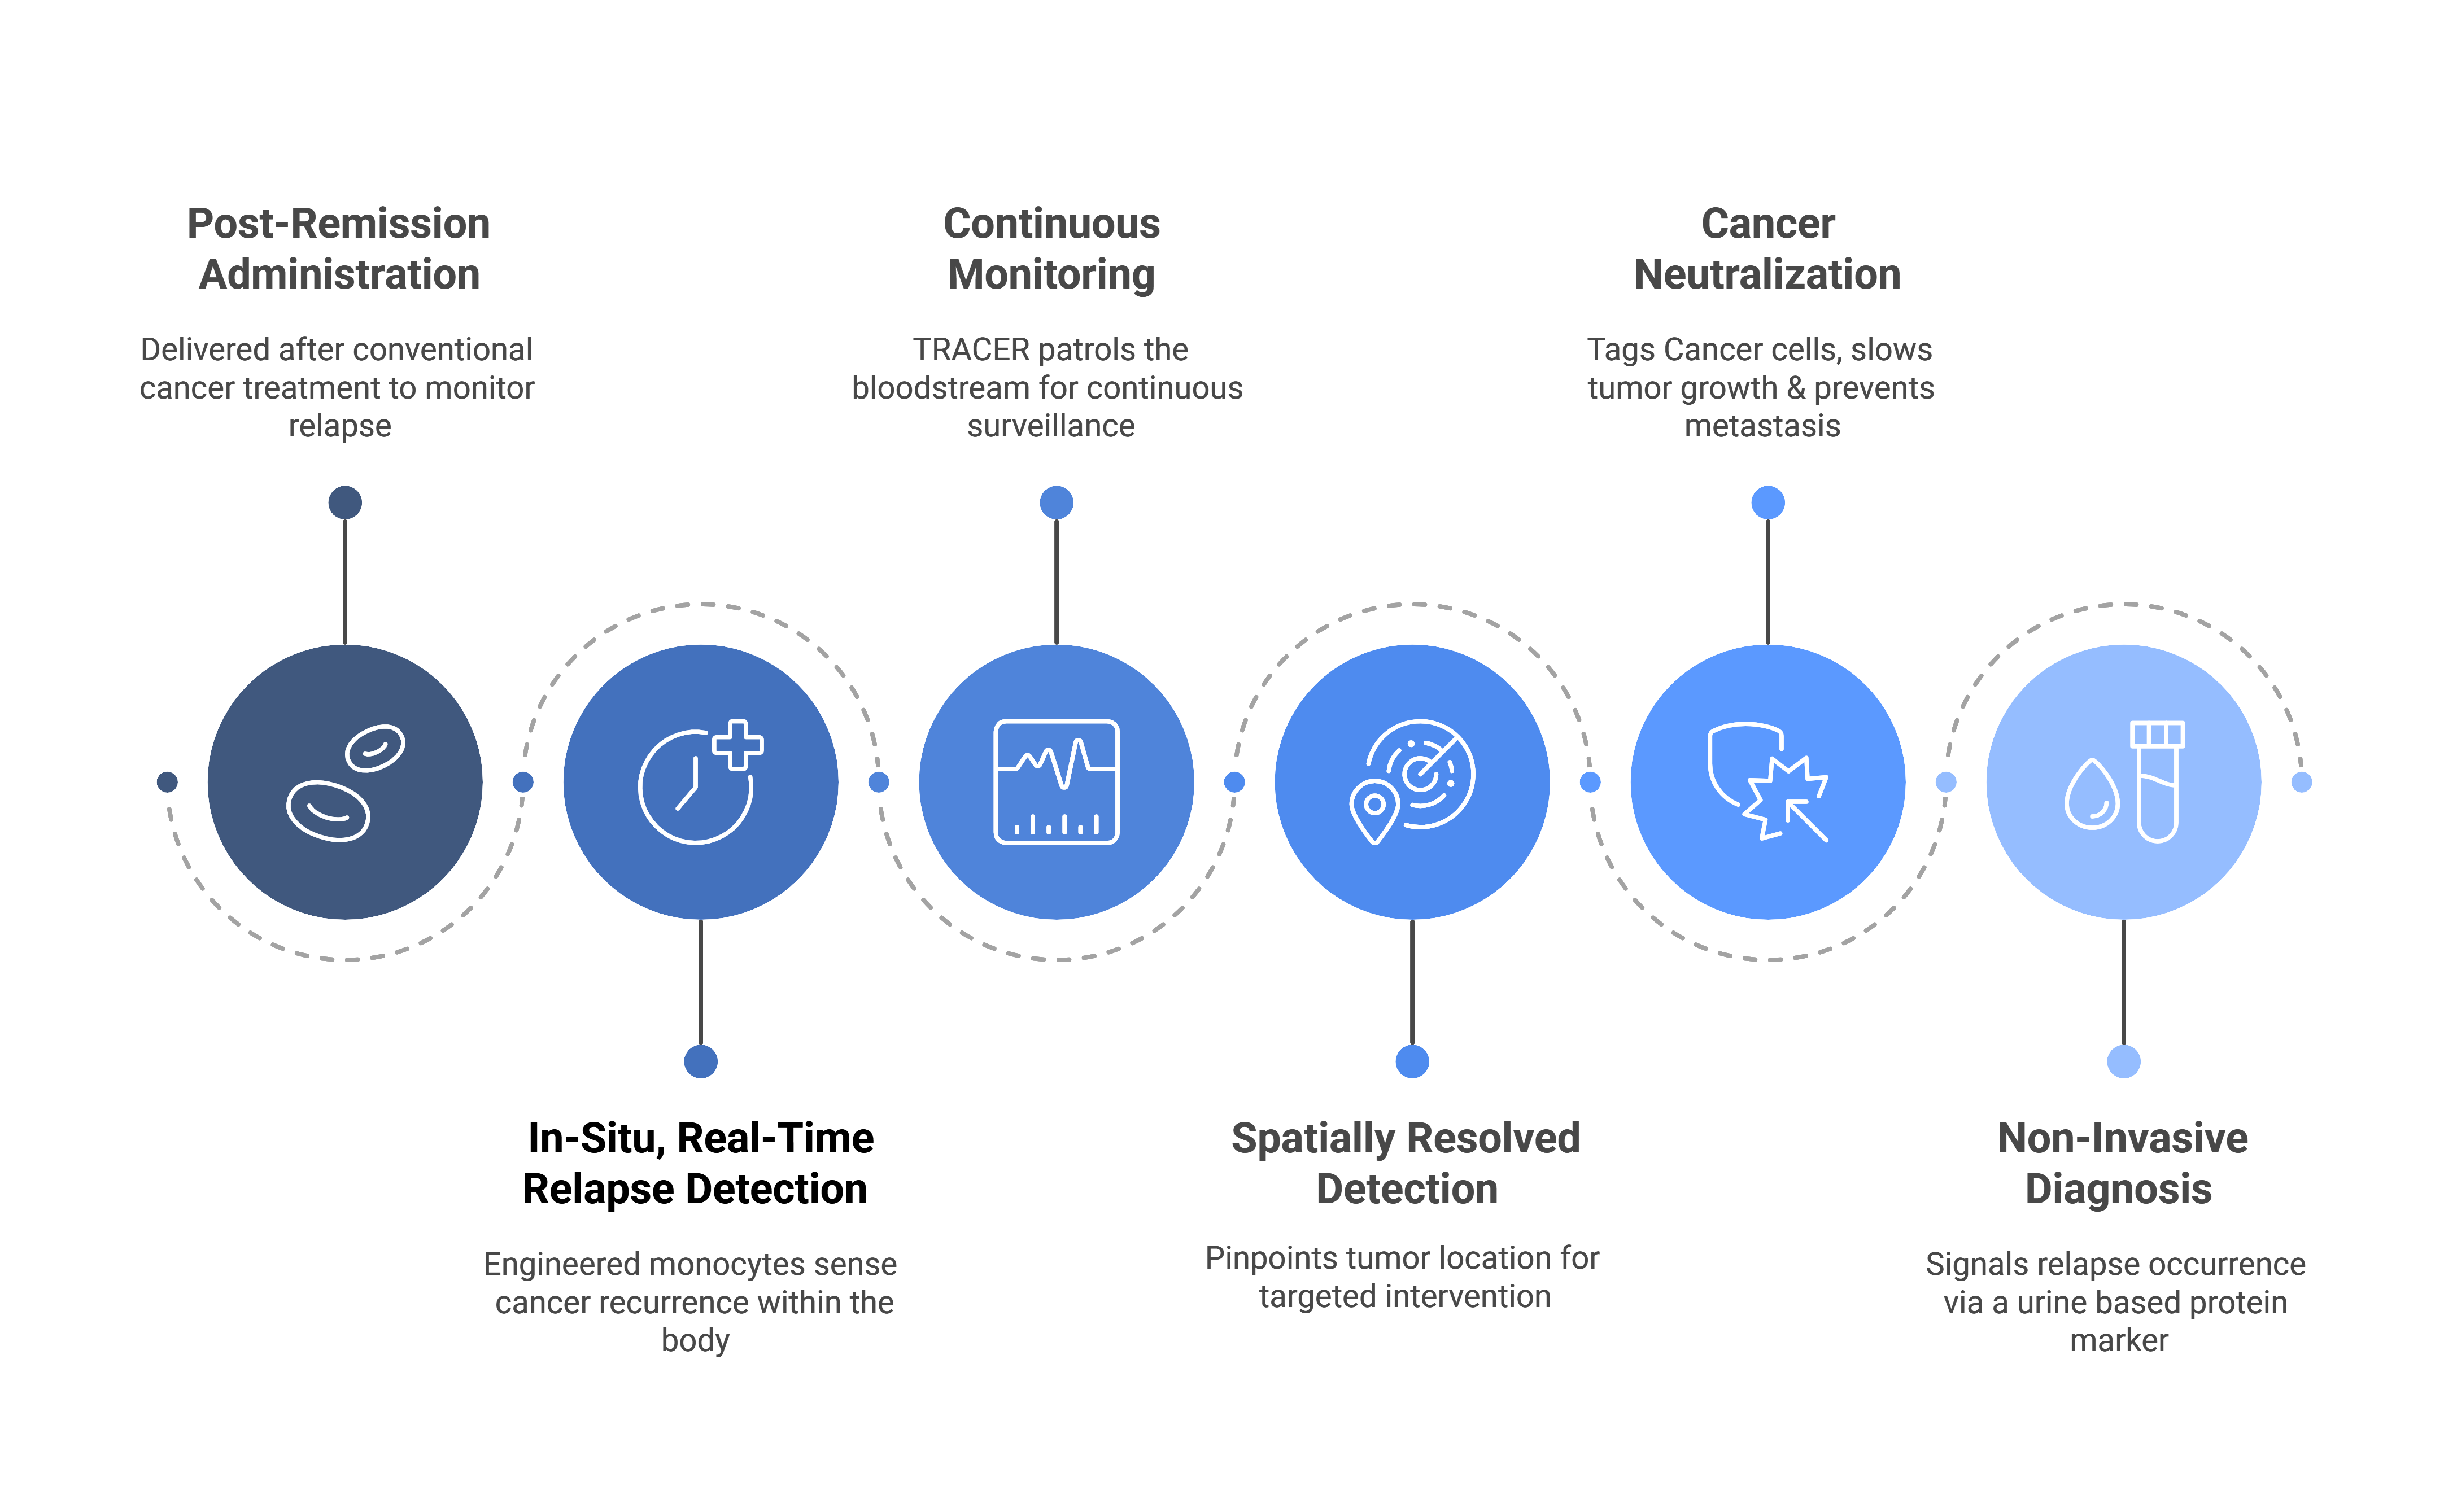 Post-Remission
Administration
Delivered after conventional
cancer treatment to monitor
relapse
In-Situ, Real-Time
Relapse Detection
Engineered monocytes sense
cancer recurrence within the
body
Continuous
Monitoring
TRACER patrols the
bloodstream for continuous
surveillance
Spatially Resolved
Detection
Pinpoints tumor location for
targeted intervention
Cancer
Neutralization
Tags Cancer cells, slows
tumor growth & prevents
metastasis
Non-Invasive
Diagnosis
Signals relapse occurrence
via a urine based protein
marker